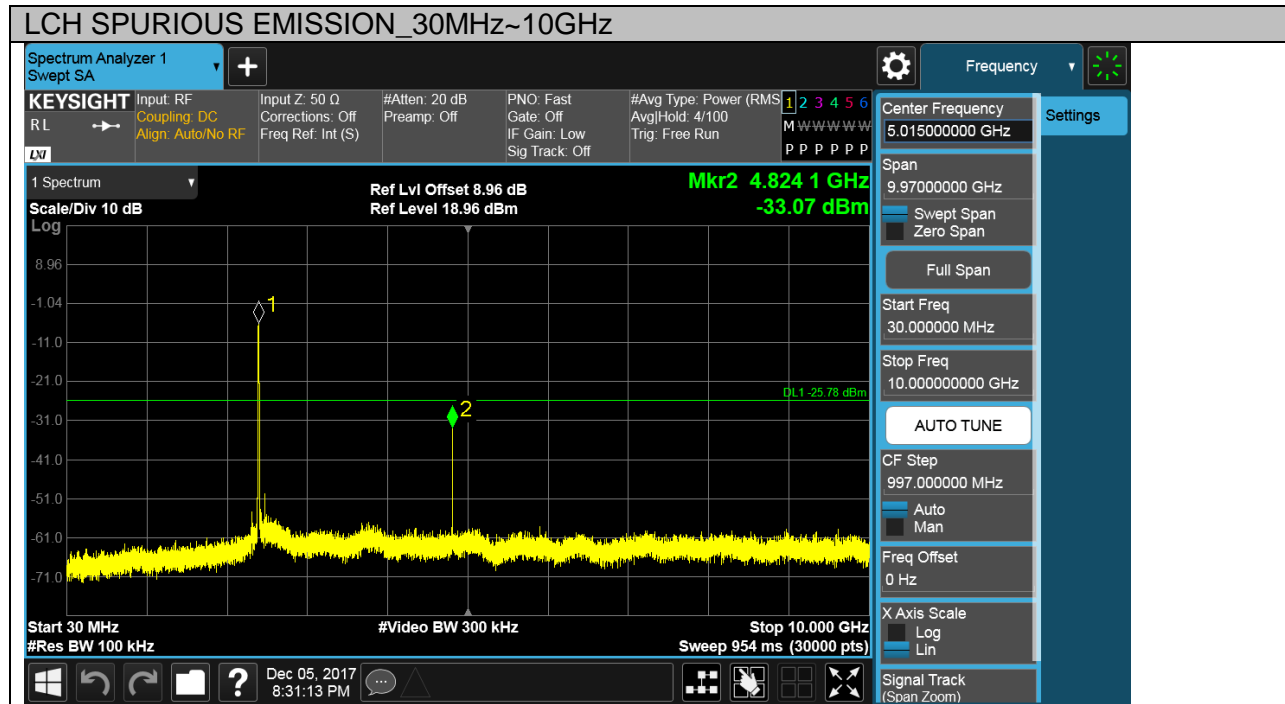 LCH SPURIOUS EMISSION_30MHz~10GHz
Spectrum Analyzer 1
Swept SA
+
Frequency
KEYSIGHT
R L
LXI
Input: RF
Coupling: DC
Align: Auto/No RF
Input Z: 50 Ω
Corrections: Off
Freq Ref: Int (S)
#Atten: 20 dB
Preamp: Off
PNO: Fast
Gate: Off
IF Gain: Low
Sig Track: Off
#Avg Type: Power (RMS
Avg|Hold: 4/100
Trig: Free Run
1 2 3 4 5 6
M W W W W W
P P P P P P
1 Spectrum
Scale/Div 10 dB
Log
Ref Lvl Offset 8.96 dB
Ref Level 18.96 dBm
Mkr2 4.824 1 GHz
-33.07 dBm
8.96
-1.04
-11.0
-21.0
-31.0
-41.0
-51.0
-61.0
-71.0
1
2
DL1 -25.78 dBm
Start 30 MHz
#Res BW 100 kHz
#Video BW 300 kHz
Stop 10.000 GHz
Sweep 954 ms (30000 pts)
Center Frequency
5.015000000 GHz
Settings
Span
9.97000000 GHz
Swept Span
Zero Span
Full Span
Start Freq
30.000000 MHz
Stop Freq
10.000000000 GHz
AUTO TUNE
CF Step
997.000000 MHz
Auto
Man
Freq Offset
0 Hz
X Axis Scale
Log
Lin
Signal Track
(Span Zoom)
?
Dec 05, 2017
8:31:13 PM